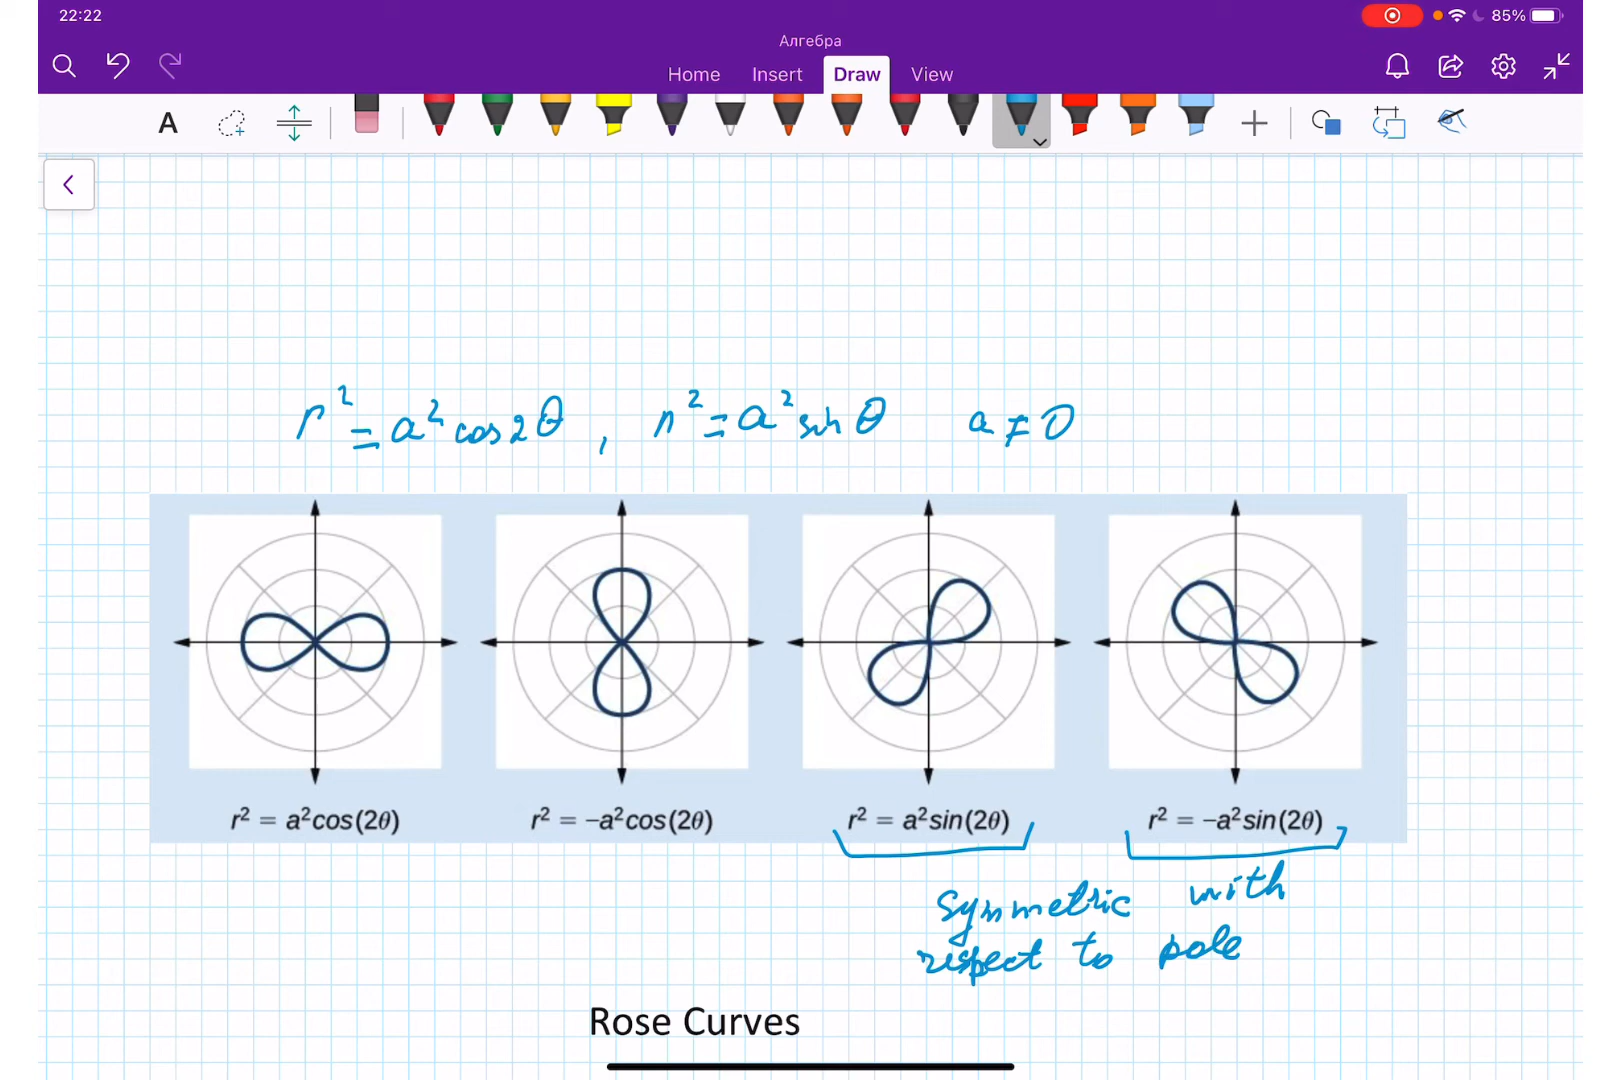 22:22
85%
Алгебра
Home Insert Draw View
A
r² = a² cos 2θ , r² = a² sin θ a ≠ 0
r² = a²cos(2θ) r² = −a²cos(2θ) r² = a²sin(2θ) r² = −a²sin(2θ)
Symmetric with
respect to pole
Rose Curves